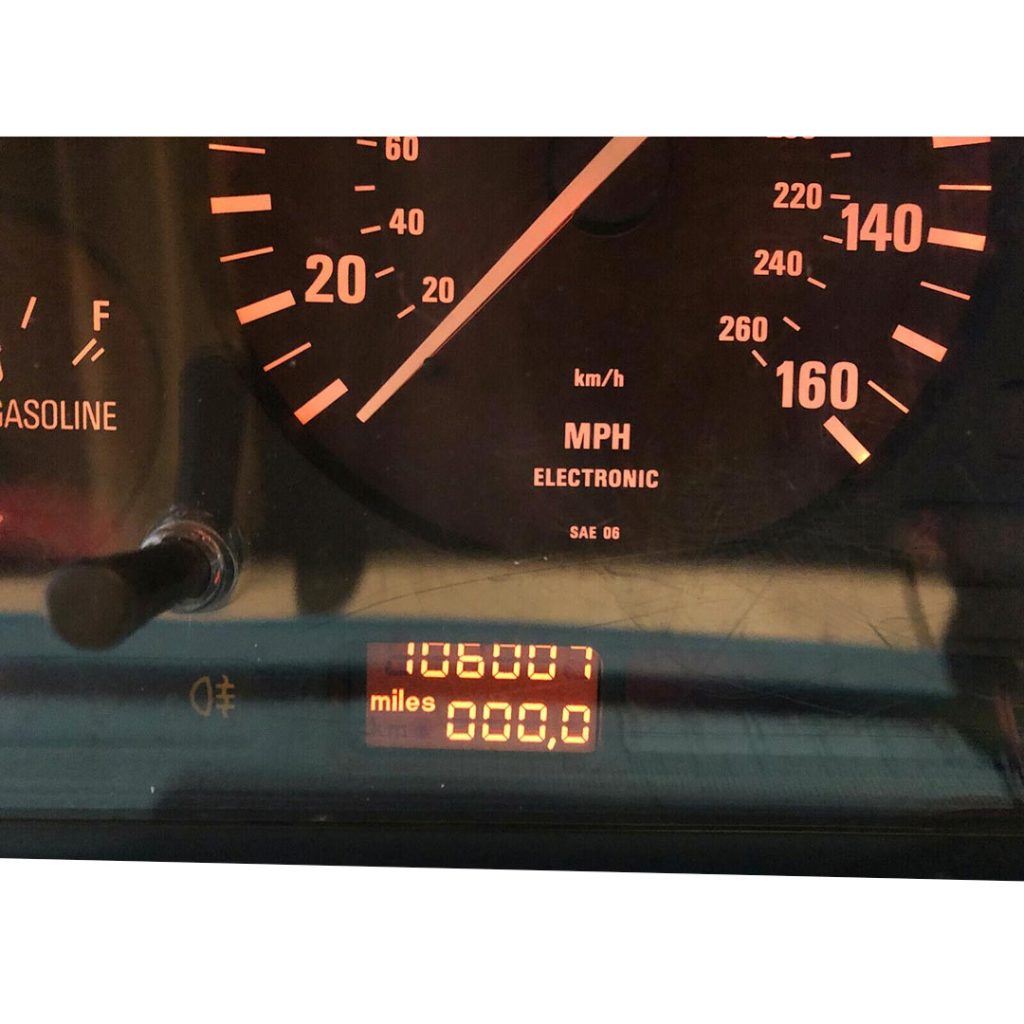 60
40
20
20
F
GASOLINE
220
140
240
260
160
km/h
MPH
ELECTRONIC
SAE 06
106007
miles
000,0